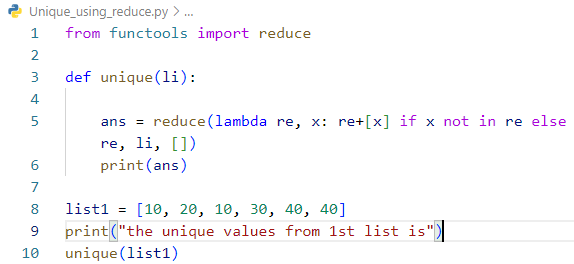 Unique_using_reduce.py > ...
1 from functools import reduce
2
3 def unique(li):
4
5 ans = reduce(lambda re, x: re+[x] if x not in re else
re, li, [])
6 print(ans)
7
8 list1 = [10, 20, 10, 30, 40, 40]
9 print("the unique values from 1st list is")
10 unique(list1)